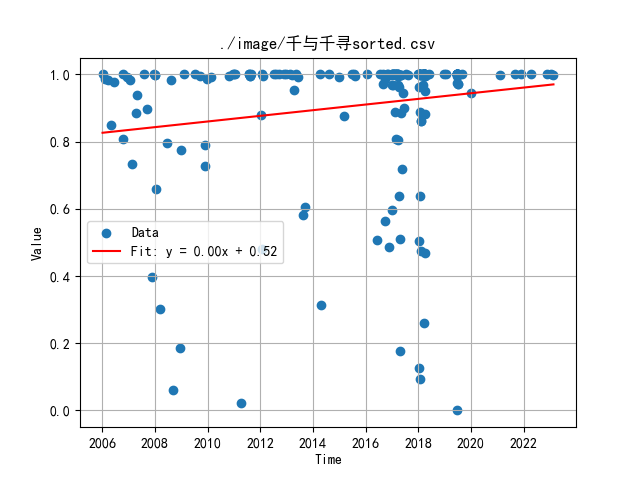 ./image/千与千寻sorted.csv
1.0
0.8
0.6
0.4
0.2
0.0
Value
Data
Fit: y = 0.00x + 0.52
2006 2008 2010 2012 2014 2016 2018 2020 2022
Time